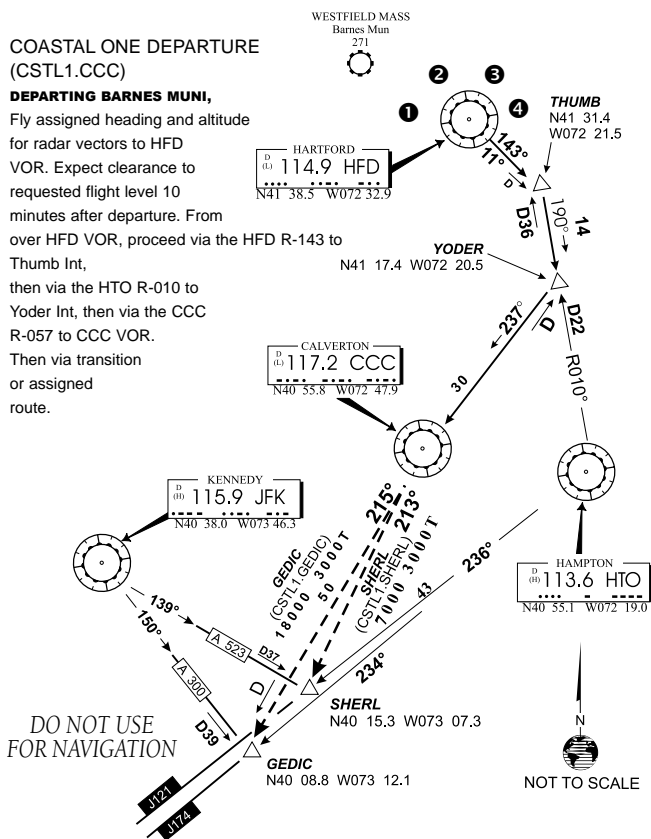 WESTFIELD MASS
Barnes Mun
271
COASTAL ONE DEPARTURE
(CSTL1.CCC)
DEPARTING BARNES MUNI,
Fly assigned heading and altitude
for radar vectors to HFD
VOR. Expect clearance to
requested flight level 10
minutes after departure. From
over HFD VOR, proceed via the HFD R-143 to
Thumb Int,
then via the HTO R-010 to
Yoder Int, then via the CCC
R-057 to CCC VOR.
Then via transition
or assigned
route.
❶
❷
❸
❹
THUMB
N41 31.4
W072 21.5
HARTFORD
D
(L) 114.9 HFD
N41 38.5 W072 32.9
143°
11°
D
D36
190°
14
YODER
N41 17.4 W072 20.5
237°
D
30
D22
R010°
CALVERTON
D
(L) 117.2 CCC
N40 55.8 W072 47.9
KENNEDY
D
(H) 115.9 JFK
N40 38.0 W073 46.3
HAMPTON
D
(H) 113.6 HTO
N40 55.1 W072 19.0
215°
GEDIC
(CSTL1.GEDIC)
18000 3000T
50
D
213°
SHERL
(CSTL1.SHERL)
7000 3000T
236°
43
234°
139°
A 523
D37
150°
A 300
D39
SHERL
N40 15.3 W073 07.3
GEDIC
N40 08.8 W073 12.1
J121
J174
DO NOT USE
FOR NAVIGATION
N
NOT TO SCALE